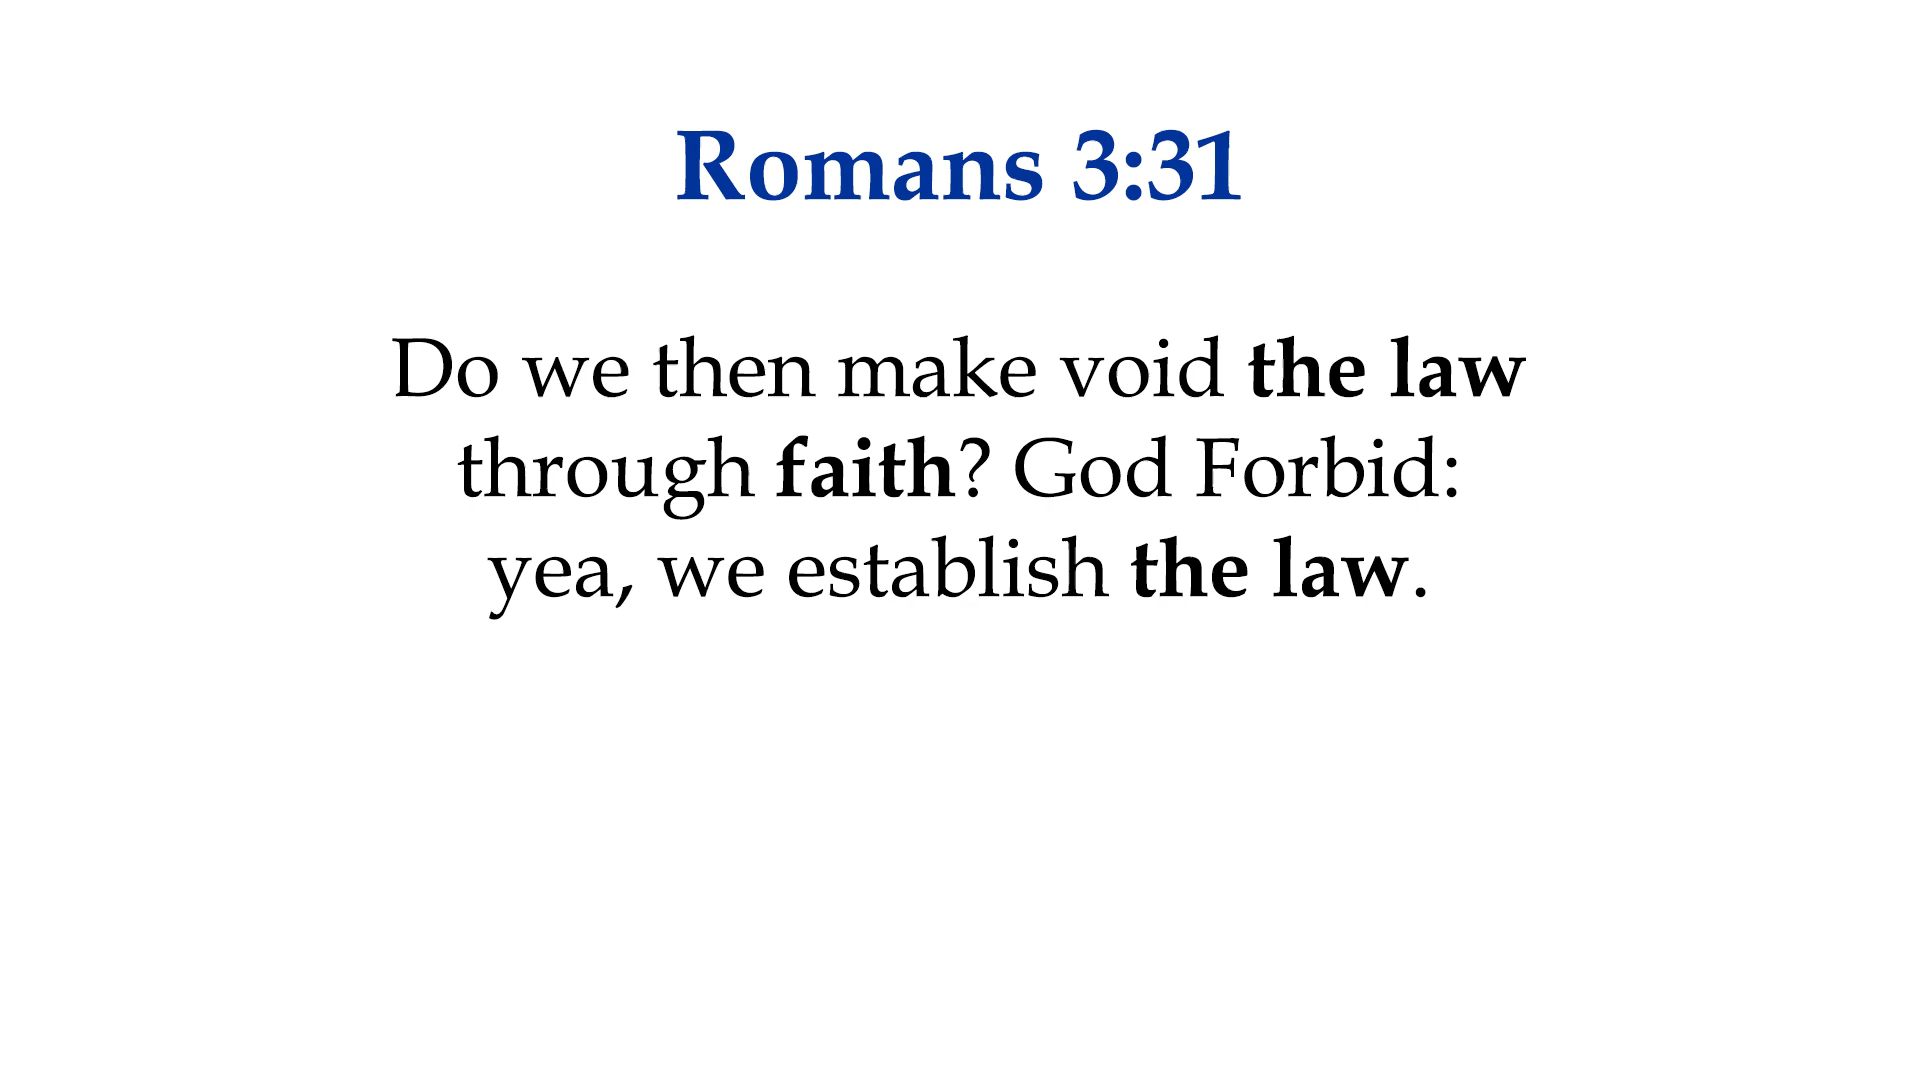 Romans 3:31
Do we then make void the law
through faith? God Forbid:
yea, we establish the law.